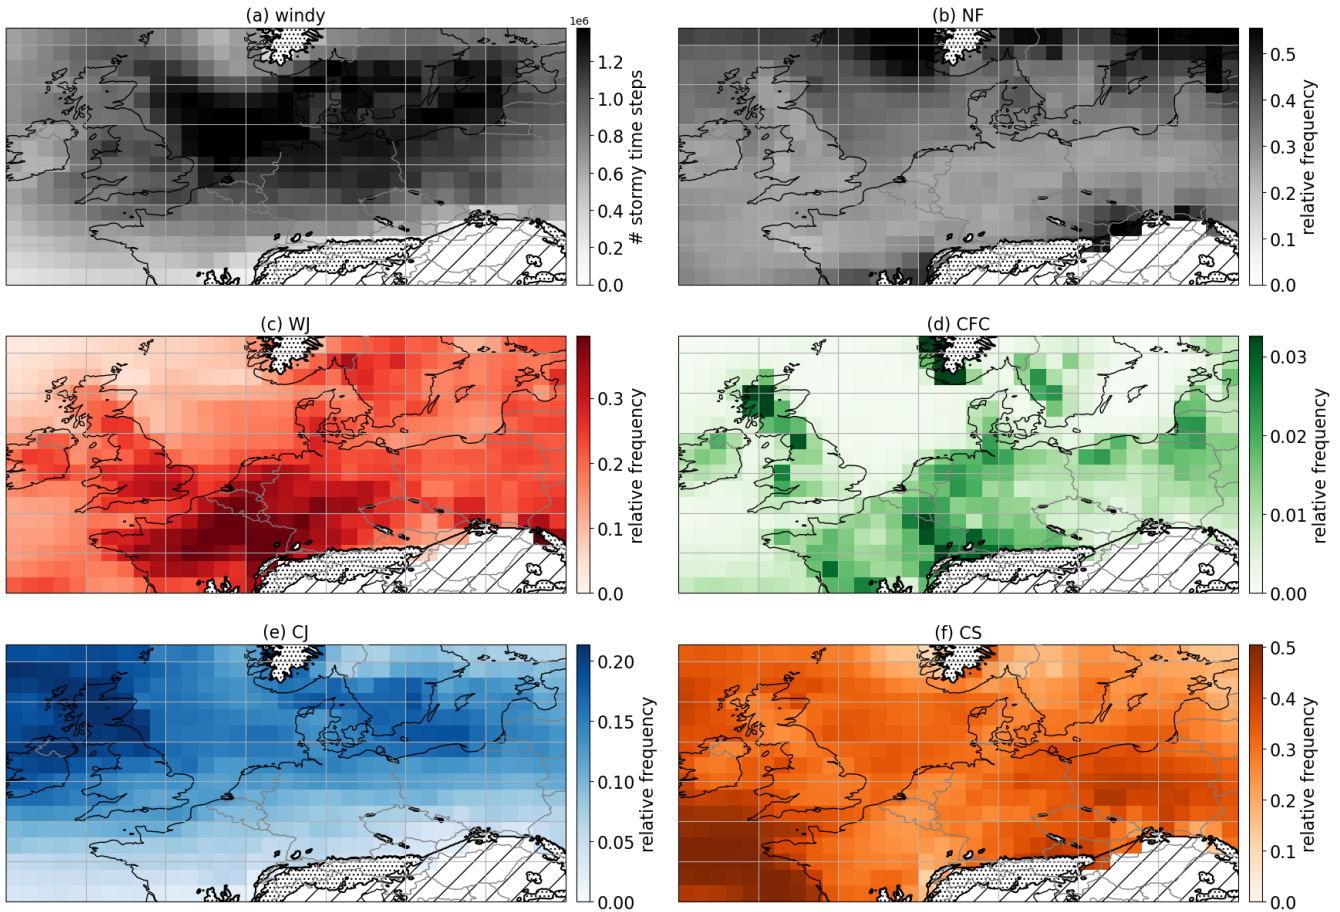 (a) windy
1e6
1.2
1.0
0.8
0.6
0.4
0.2
0.0
# stormy time steps
(b) NF
0.5
0.4
0.3
0.2
0.1
0.0
relative frequency
(c) WJ
0.3
0.2
0.1
0.0
relative frequency
(d) CFC
0.03
0.02
0.01
0.00
relative frequency
(e) CJ
0.20
0.15
0.10
0.05
0.00
relative frequency
(f) CS
0.5
0.4
0.3
0.2
0.1
0.0
relative frequency